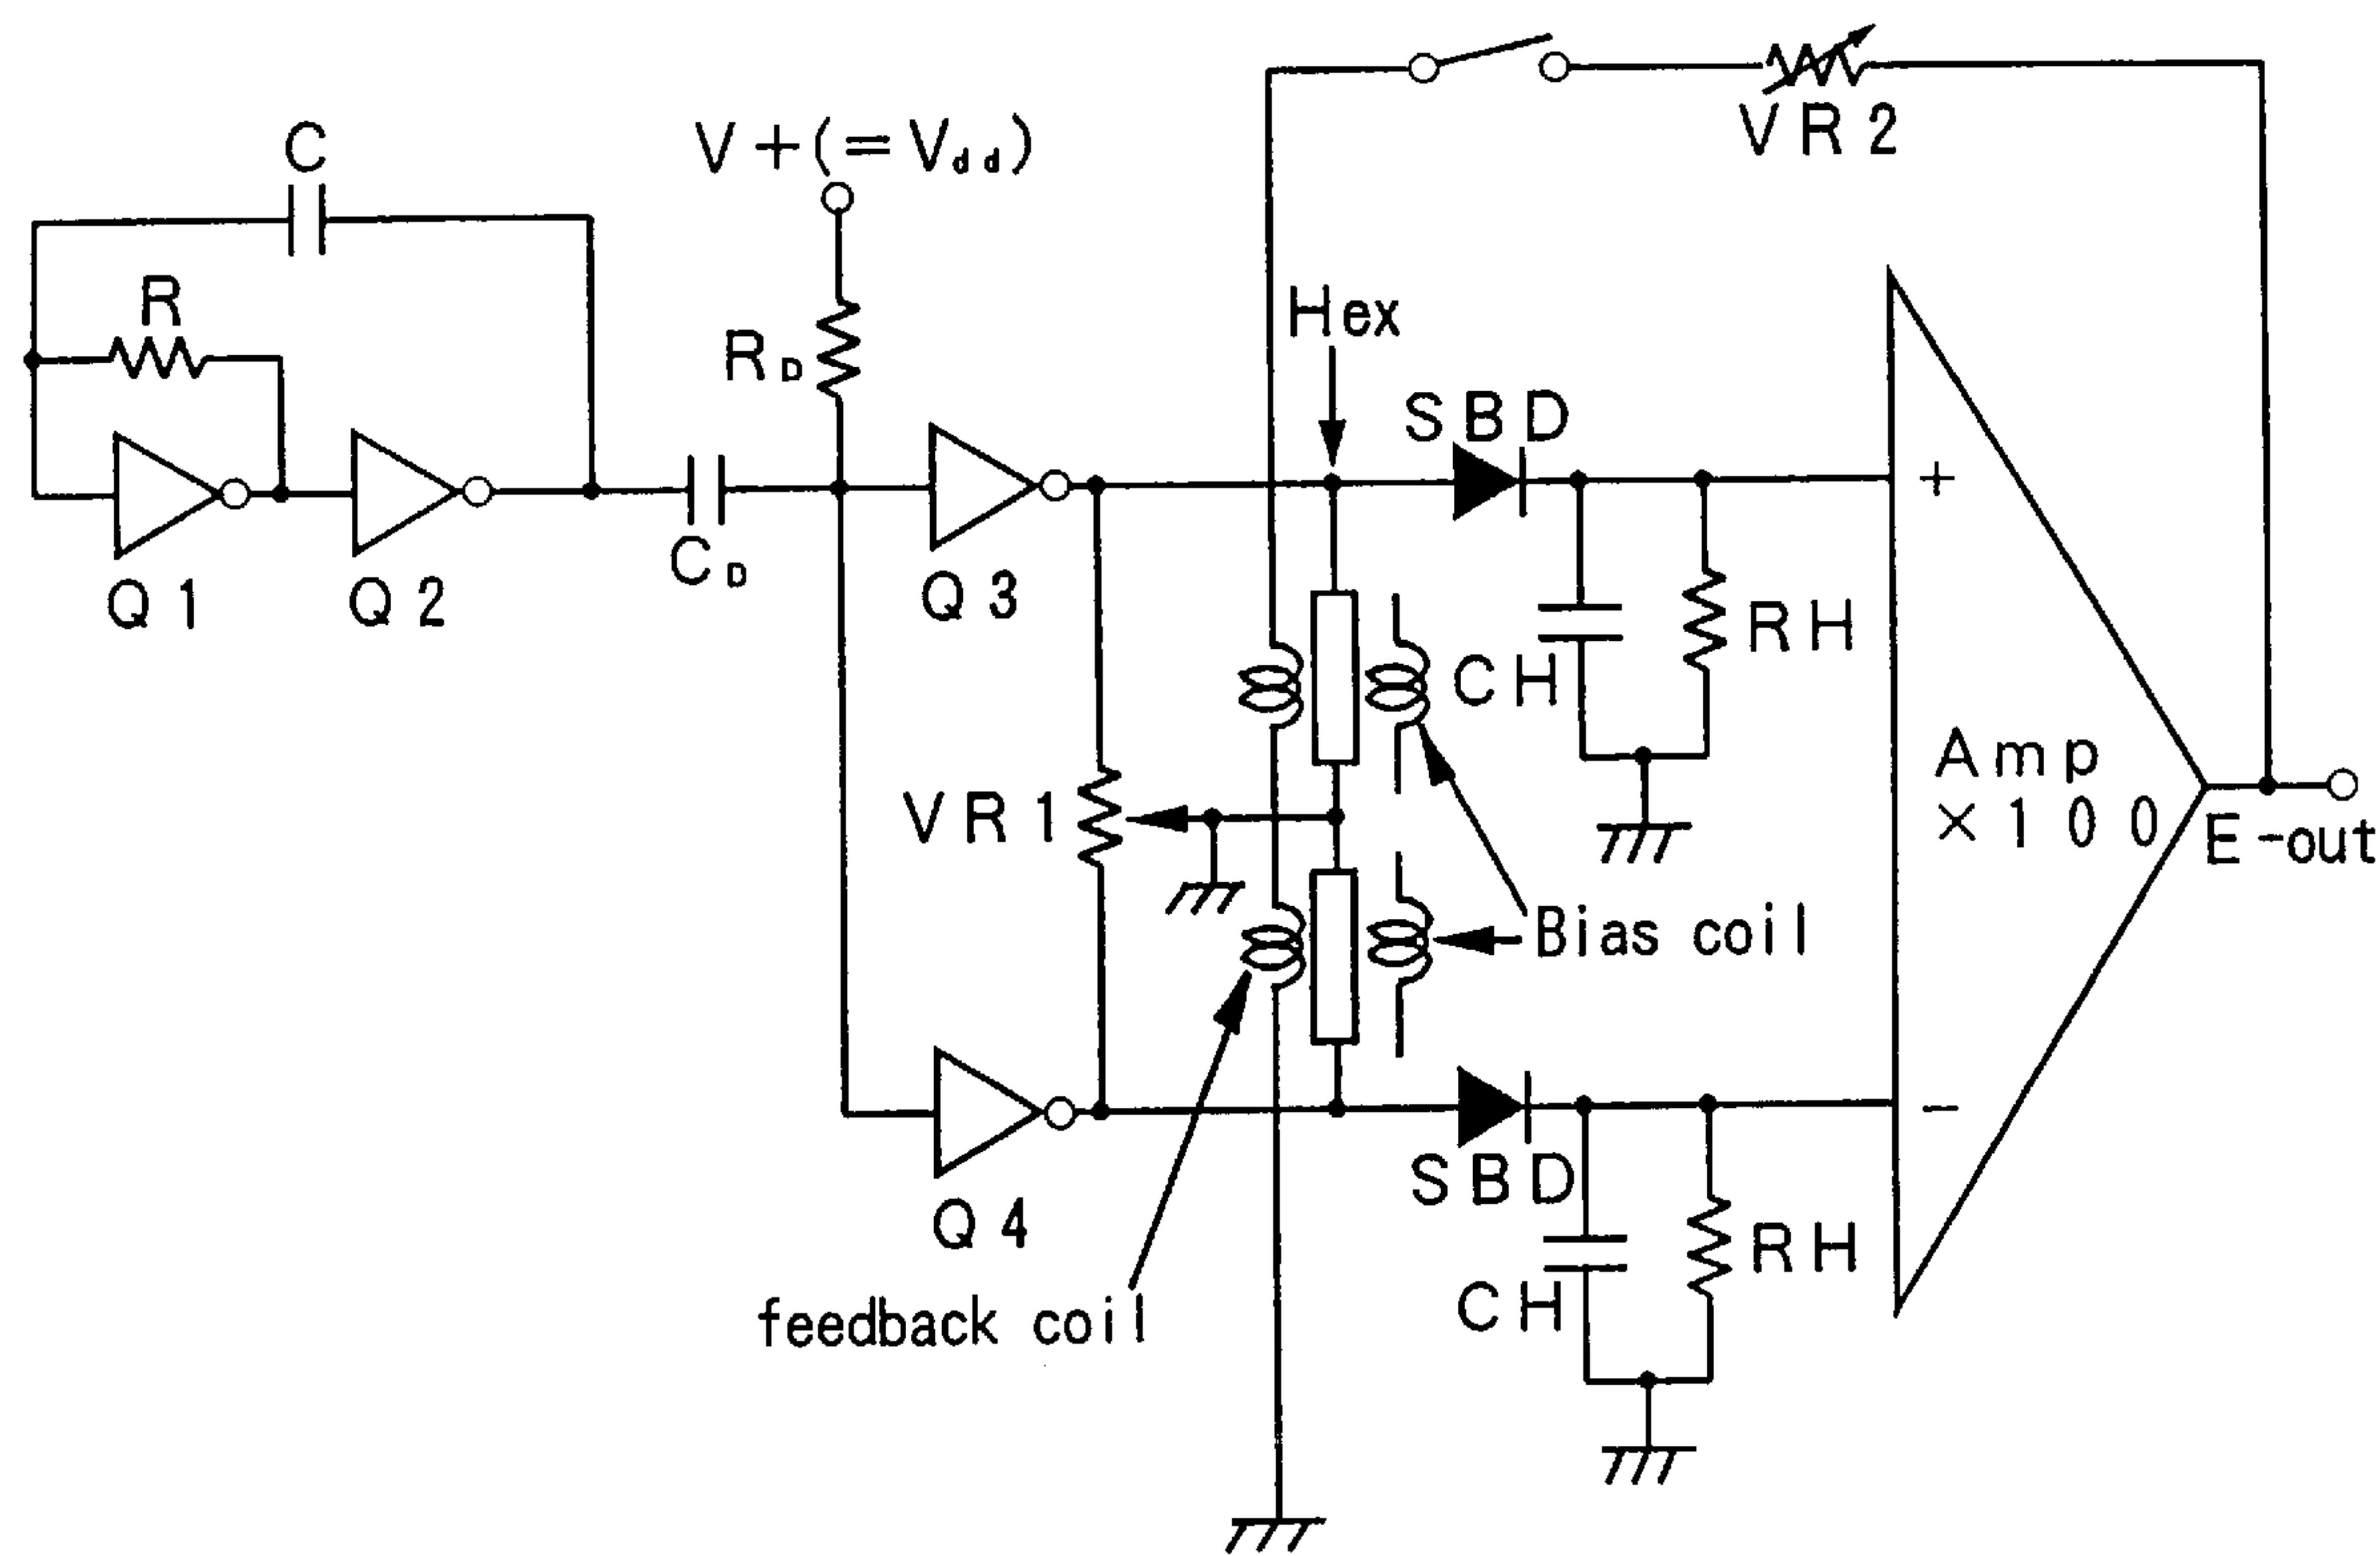 C
V+(=Vdd)
VR2
R
RD
Hex
SBD
+
Q1
Q2
CD
Q3
CH
RH
VR1
Amp
×100
E-out
Bias coil
−
Q4
SBD
CH
RH
feedback coil